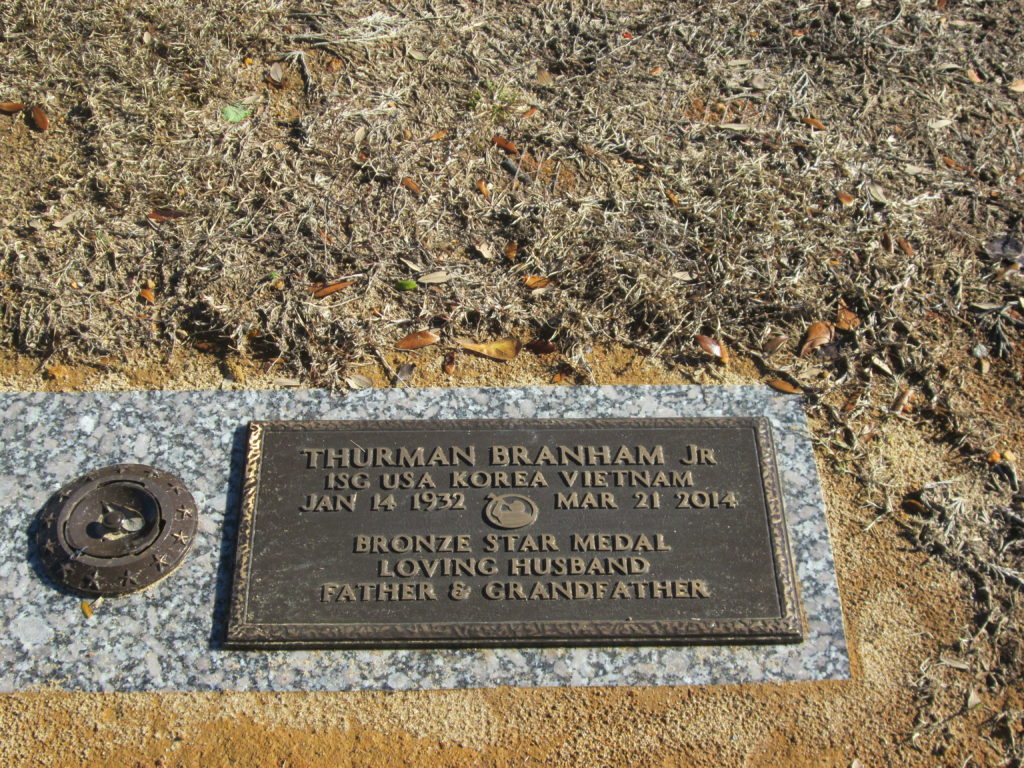 THURMAN BRANHAM JR
1SG USA KOREA VIETNAM
JAN 14 1932 MAR 21 2014
BRONZE STAR MEDAL
LOVING HUSBAND
FATHER & GRANDFATHER